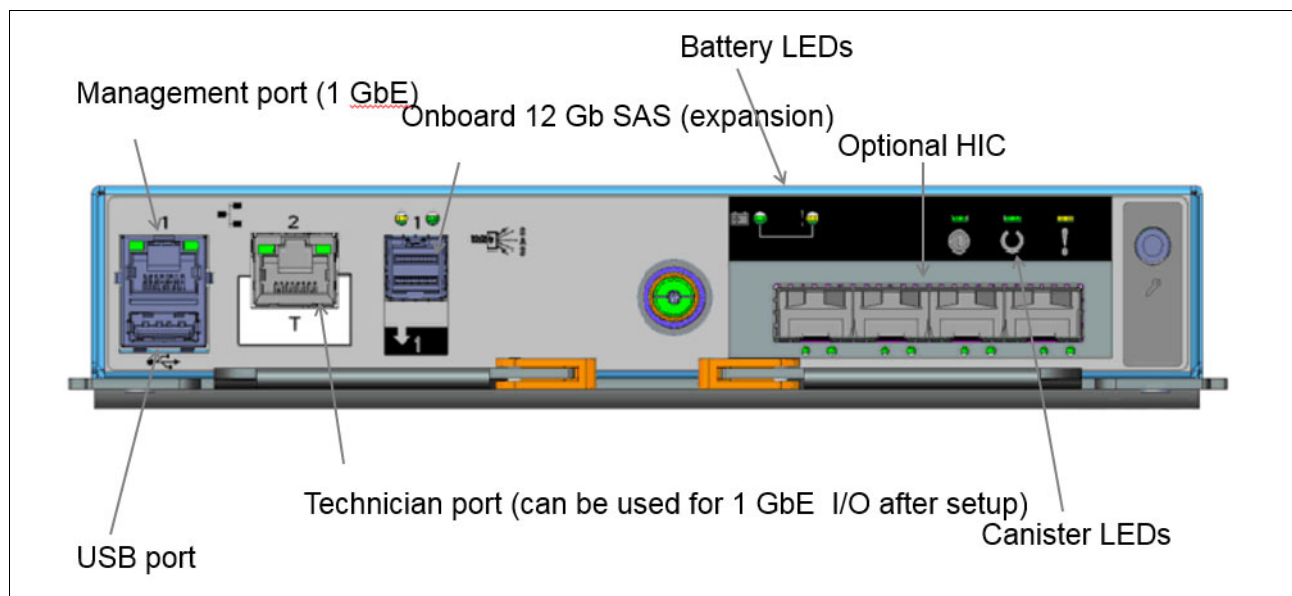 Battery LEDs
Management port (1 GbE)
Onboard 12 Gb SAS (expansion)
Optional HIC
1
2
1
T
1
Technician port (can be used for 1 GbE I/O after setup)
Canister LEDs
USB port